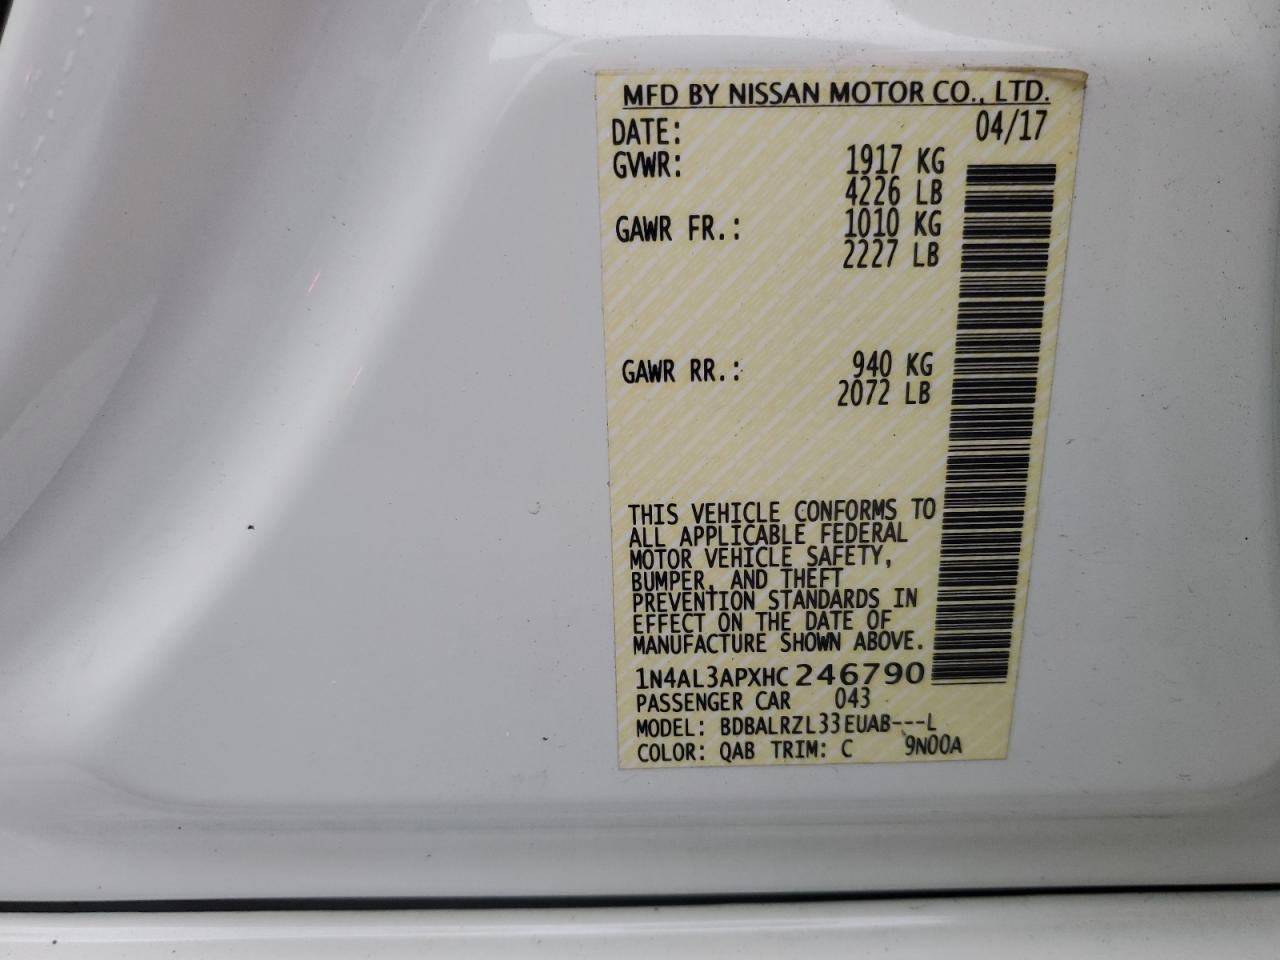 MFD BY NISSAN MOTOR CO., LTD.
DATE: 04/17
GVWR: 1917 KG
4226 LB
GAWR FR.: 1010 KG
2227 LB
GAWR RR.: 940 KG
2072 LB
THIS VEHICLE CONFORMS TO
ALL APPLICABLE FEDERAL
MOTOR VEHICLE SAFETY,
BUMPER, AND THEFT
PREVENTION STANDARDS IN
EFFECT ON THE DATE OF
MANUFACTURE SHOWN ABOVE.
1N4AL3APXHC246790
PASSENGER CAR 043
MODEL: BDBALRZL33EUAB---L
COLOR: QAB TRIM: C 9N00A